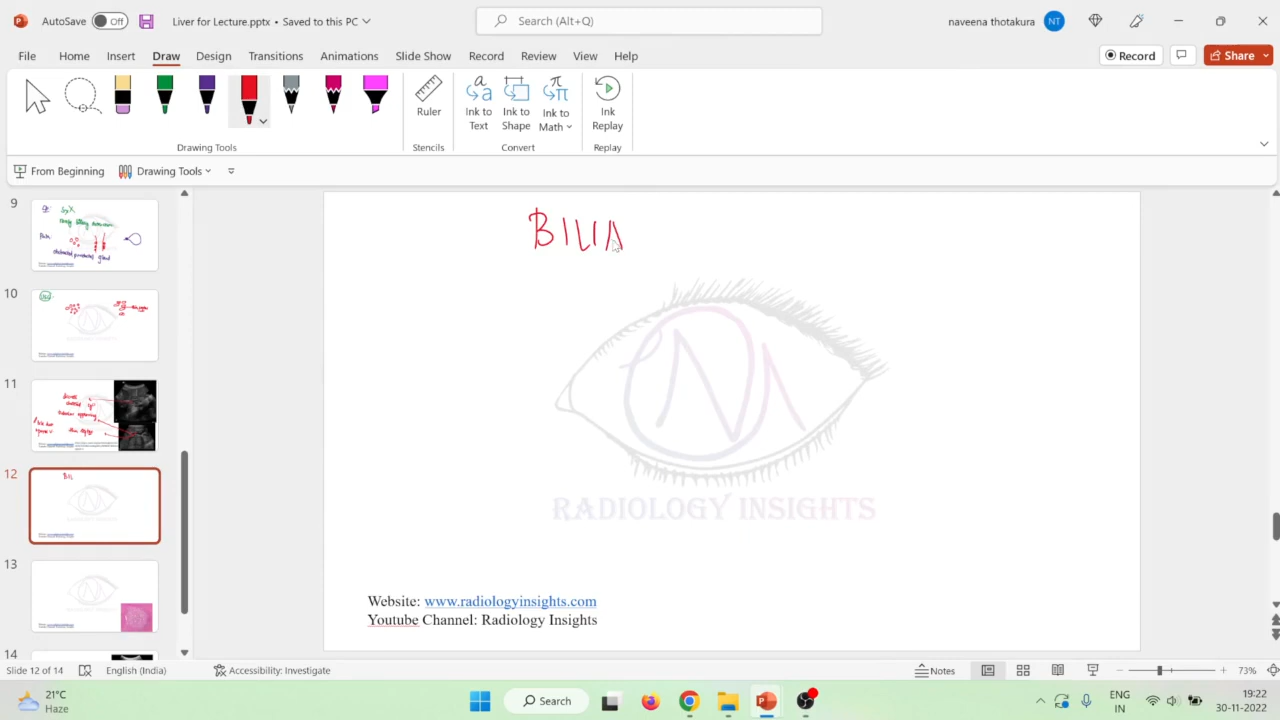 AutoSave Off Liver for Lecture.pptx • Saved to this PC Search (Alt+Q) naveena thotakura NT
File Home Insert Draw Design Transitions Animations Slide Show Record Review View Help Record Share
Ruler Ink to Text Ink to Shape Ink to Math Ink Replay
Drawing Tools Stencils Convert Replay
From Beginning Drawing Tools
9
10
11
12
13
14
BILIA
RADIOLOGY INSIGHTS
Website: www.radiologyinsights.com
Youtube Channel: Radiology Insights
Slide 12 of 14 English (India) Accessibility: Investigate Notes 73%
21°C
Haze
Search
ENG
IN
19:22
30-11-2022